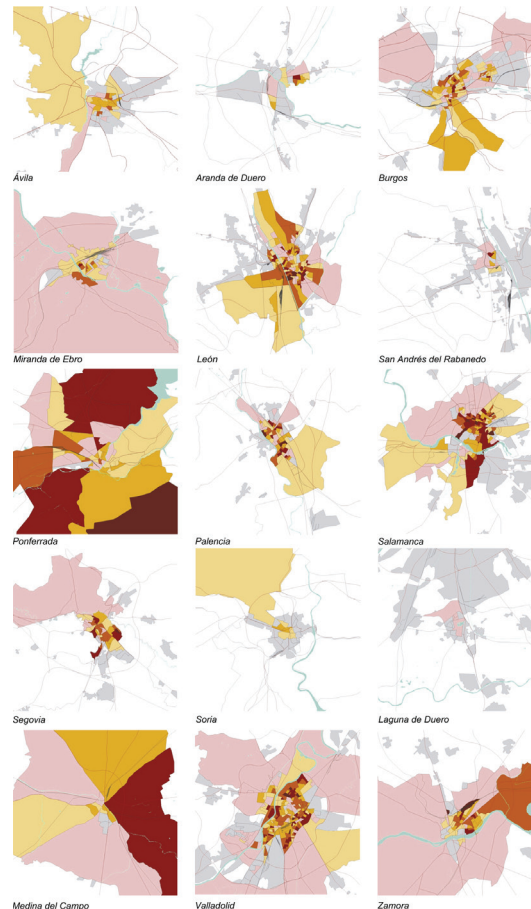 Ávila
Aranda de Duero
Burgos
Miranda de Ebro
León
San Andrés del Rabanedo
Ponferrada
Palencia
Salamanca
Segovia
Soria
Laguna de Duero
Medina del Campo
Valladolid
Zamora